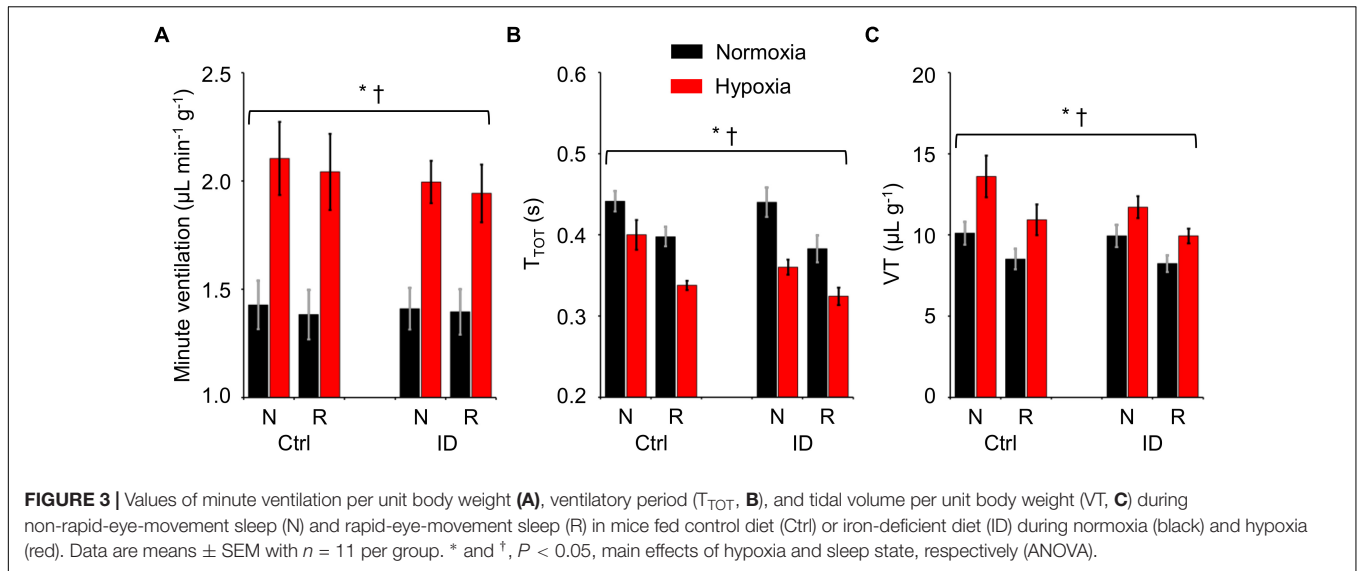 A
Minute ventilation (µL min⁻¹ g⁻¹)
2.5
2.0
1.5
1.0
* †
N R N R
Ctrl ID
B
Normoxia
Hypoxia
T_TOT (s)
0.6
0.5
0.4
0.3
0.2
* †
N R N R
Ctrl ID
C
VT (µL g⁻¹)
20
15
10
5
0
* †
N R N R
Ctrl ID
FIGURE 3 | Values of minute ventilation per unit body weight (A), ventilatory period (T_TOT, B), and tidal volume per unit body weight (VT, C) during
non-rapid-eye-movement sleep (N) and rapid-eye-movement sleep (R) in mice fed control diet (Ctrl) or iron-deficient diet (ID) during normoxia (black) and hypoxia
(red). Data are means ± SEM with n = 11 per group. * and †, P < 0.05, main effects of hypoxia and sleep state, respectively (ANOVA).